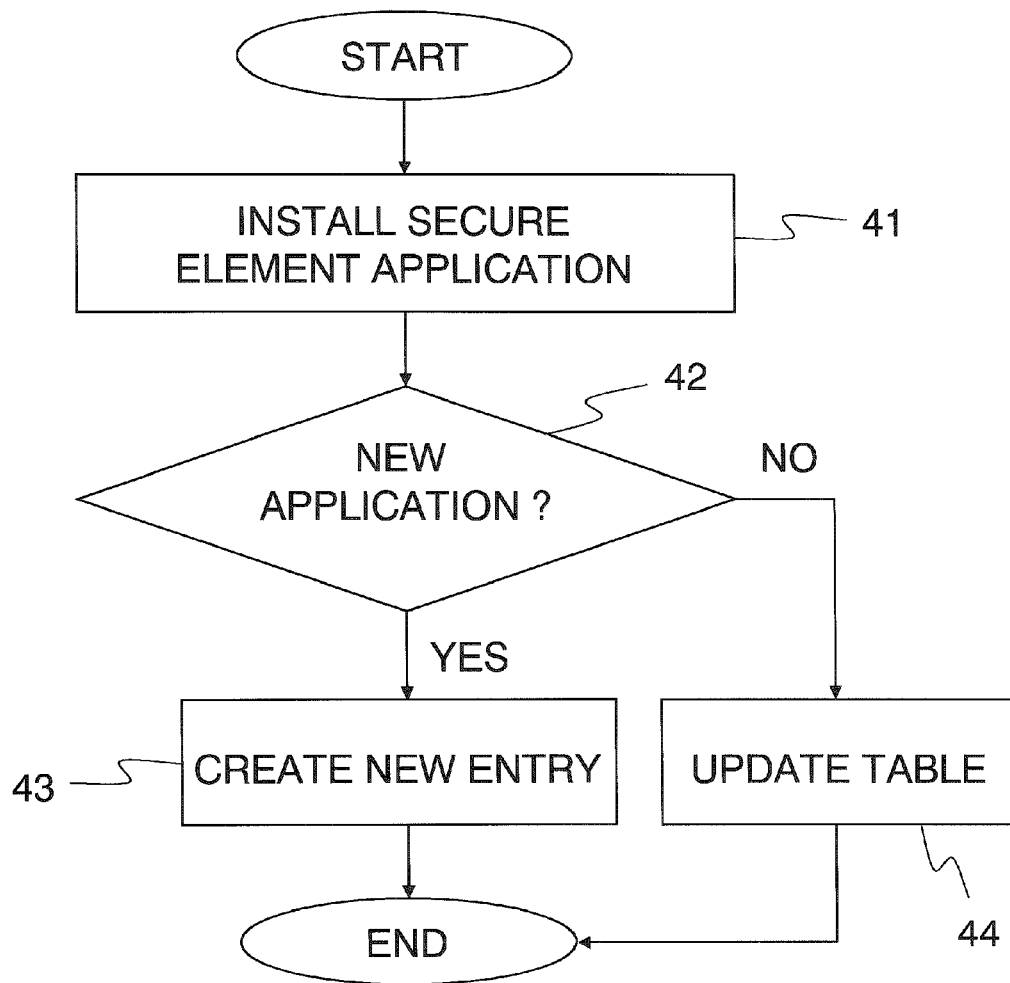 START
INSTALL SECURE
ELEMENT APPLICATION
41
42
NEW
APPLICATION ?
NO
YES
CREATE NEW ENTRY
43
UPDATE TABLE
44
END